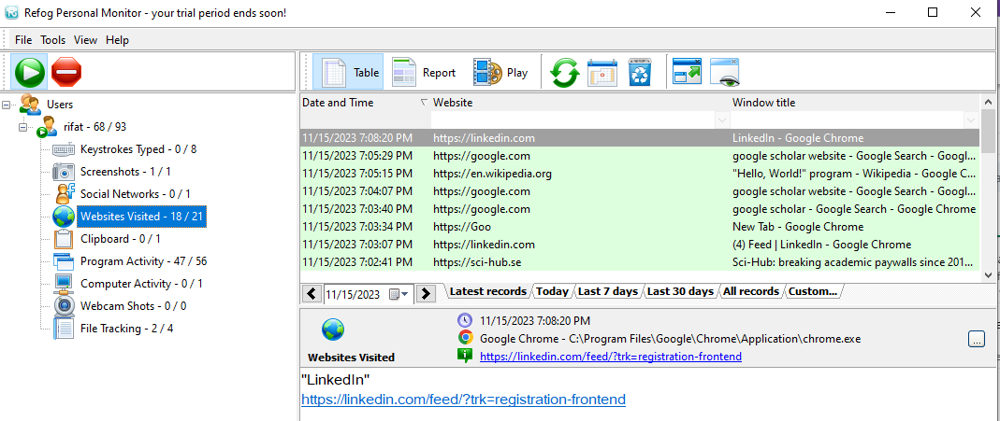 Refog Personal Monitor - your trial period ends soon!
File Tools View Help
Table Report Play
Users
rifat - 68 / 93
Keystrokes Typed - 0 / 8
Screenshots - 1 / 1
Social Networks - 0 / 1
Websites Visited - 18 / 21
Clipboard - 0 / 1
Program Activity - 47 / 56
Computer Activity - 0 / 1
Webcam Shots - 0 / 0
File Tracking - 2 / 4
Date and Time Website Window title
11/15/2023 7:08:20 PM https://linkedin.com LinkedIn - Google Chrome
11/15/2023 7:05:29 PM https://google.com google scholar website - Google Search - Googl...
11/15/2023 7:05:15 PM https://en.wikipedia.org "Hello, World!" program - Wikipedia - Google C...
11/15/2023 7:04:07 PM https://google.com google scholar website - Google Search - Googl...
11/15/2023 7:03:40 PM https://google.com google scholar - Google Search - Google Chrome
11/15/2023 7:03:34 PM https://Goo New Tab - Google Chrome
11/15/2023 7:03:07 PM https://linkedin.com (4) Feed | LinkedIn - Google Chrome
11/15/2023 7:02:41 PM https://sci-hub.se Sci-Hub: breaking academic paywalls since 201...
11/15/2023 Latest records Today Last 7 days Last 30 days All records Custom...
Websites Visited
11/15/2023 7:08:20 PM
Google Chrome - C:\Program Files\Google\Chrome\Application\chrome.exe
...
https://linkedin.com/feed/?trk=registration-frontend
"LinkedIn"
https://linkedin.com/feed/?trk=registration-frontend